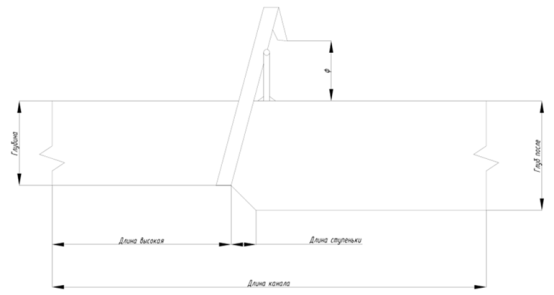 Ф
Глубина
Глуб после
Длина высокая
Длина ступеньки
Длина канала